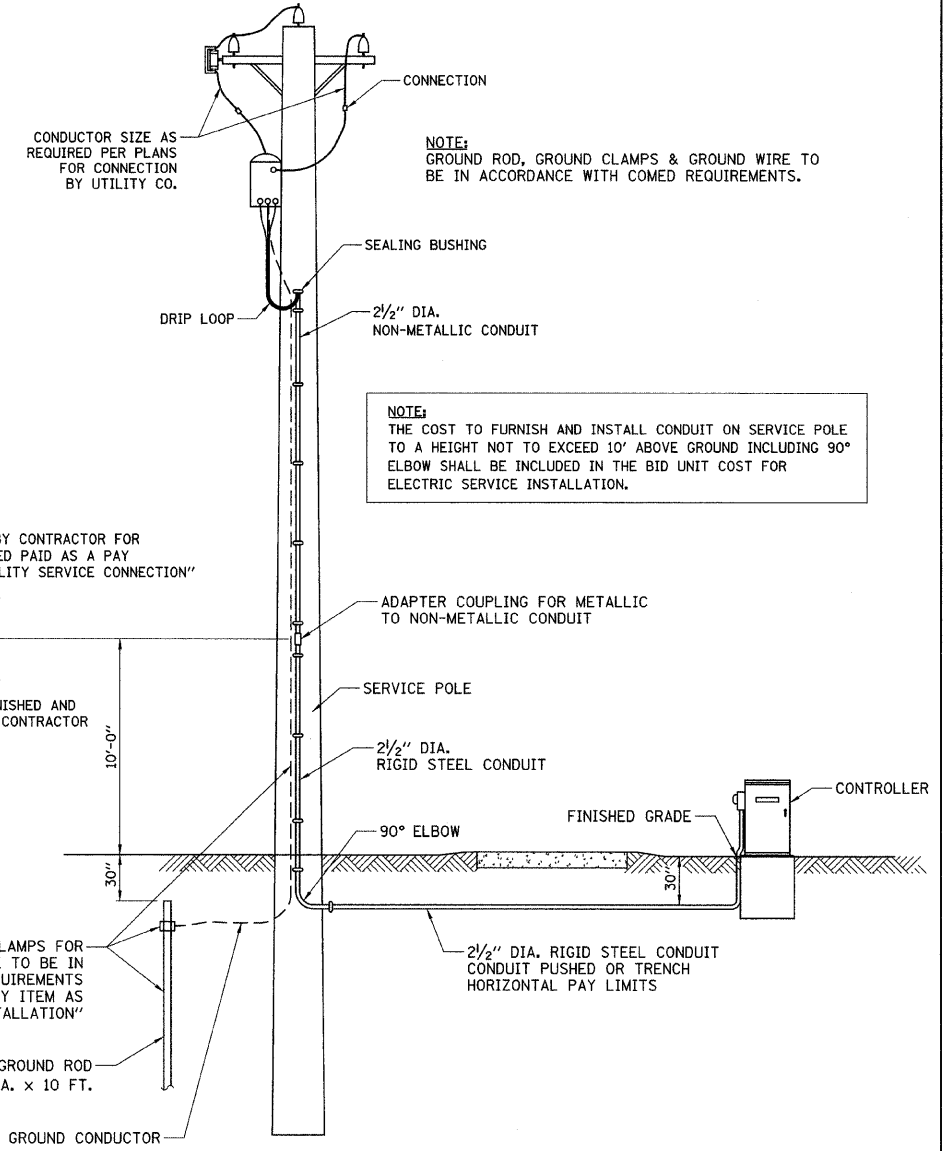 CONNECTION
CONDUCTOR SIZE AS
REQUIRED PER PLANS
FOR CONNECTION
BY UTILITY CO.
NOTE:
GROUND ROD, GROUND CLAMPS & GROUND WIRE TO
BE IN ACCORDANCE WITH COMED REQUIREMENTS.
SEALING BUSHING
DRIP LOOP
2½" DIA.
NON-METALLIC CONDUIT
NOTE:
THE COST TO FURNISH AND INSTALL CONDUIT ON SERVICE POLE
TO A HEIGHT NOT TO EXCEED 10' ABOVE GROUND INCLUDING 90°
ELBOW SHALL BE INCLUDED IN THE BID UNIT COST FOR
ELECTRIC SERVICE INSTALLATION.
BY CONTRACTOR FOR
ED PAID AS A PAY
LITY SERVICE CONNECTION"
ADAPTER COUPLING FOR METALLIC
TO NON-METALLIC CONDUIT
NISHED AND
CONTRACTOR
SERVICE POLE
10'-0"
2½" DIA.
RIGID STEEL CONDUIT
CONTROLLER
FINISHED GRADE
90° ELBOW
30"
30"
LAMPS FOR
E TO BE IN
QUIREMENTS
Y ITEM AS
TALLATION"
2½" DIA. RIGID STEEL CONDUIT
CONDUIT PUSHED OR TRENCH
HORIZONTAL PAY LIMITS
GROUND ROD
A. x 10 FT.
GROUND CONDUCTOR